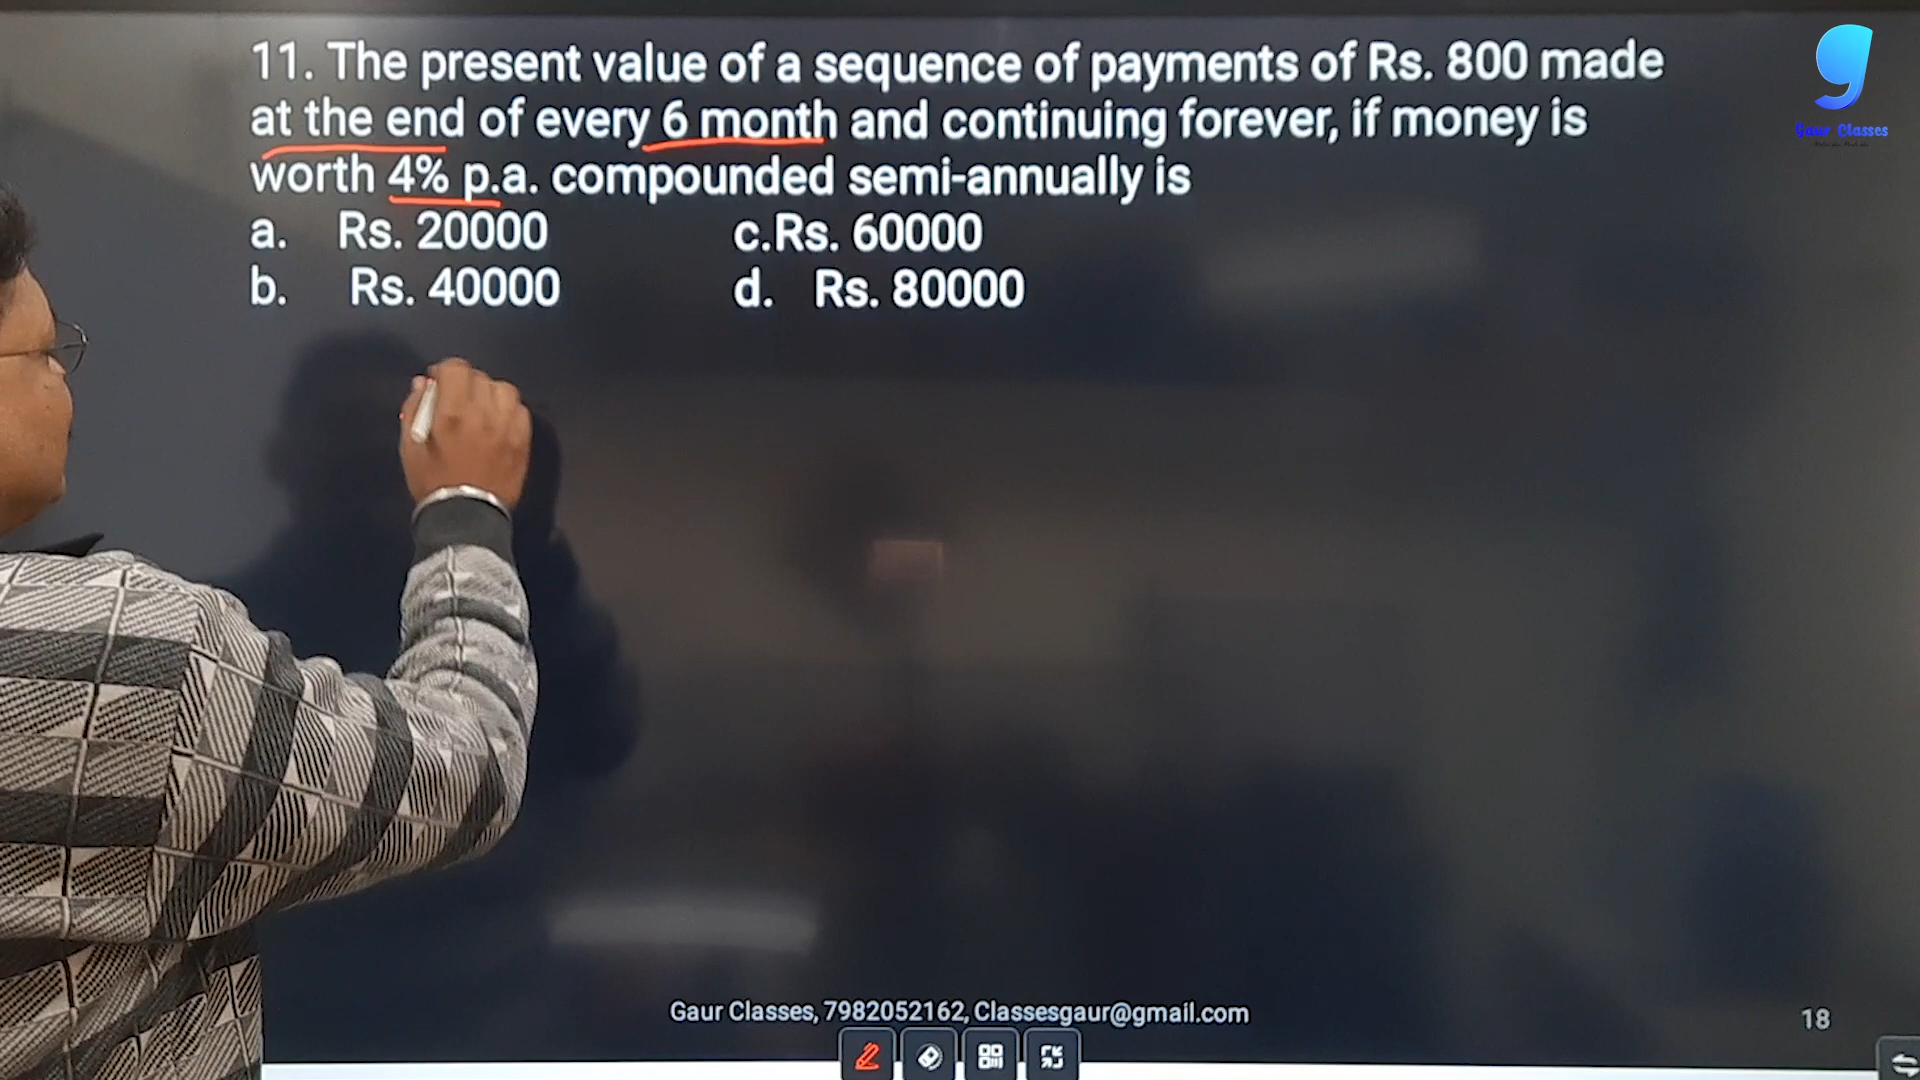 11. The present value of a sequence of payments of Rs. 800 made
at the end of every 6 month and continuing forever, if money is
worth 4% p.a. compounded semi-annually is
a. Rs. 20000 c.Rs. 60000
b. Rs. 40000 d. Rs. 80000
Gaur Classes
Gaur Classes, 7982052162, Classesgaur@gmail.com
18